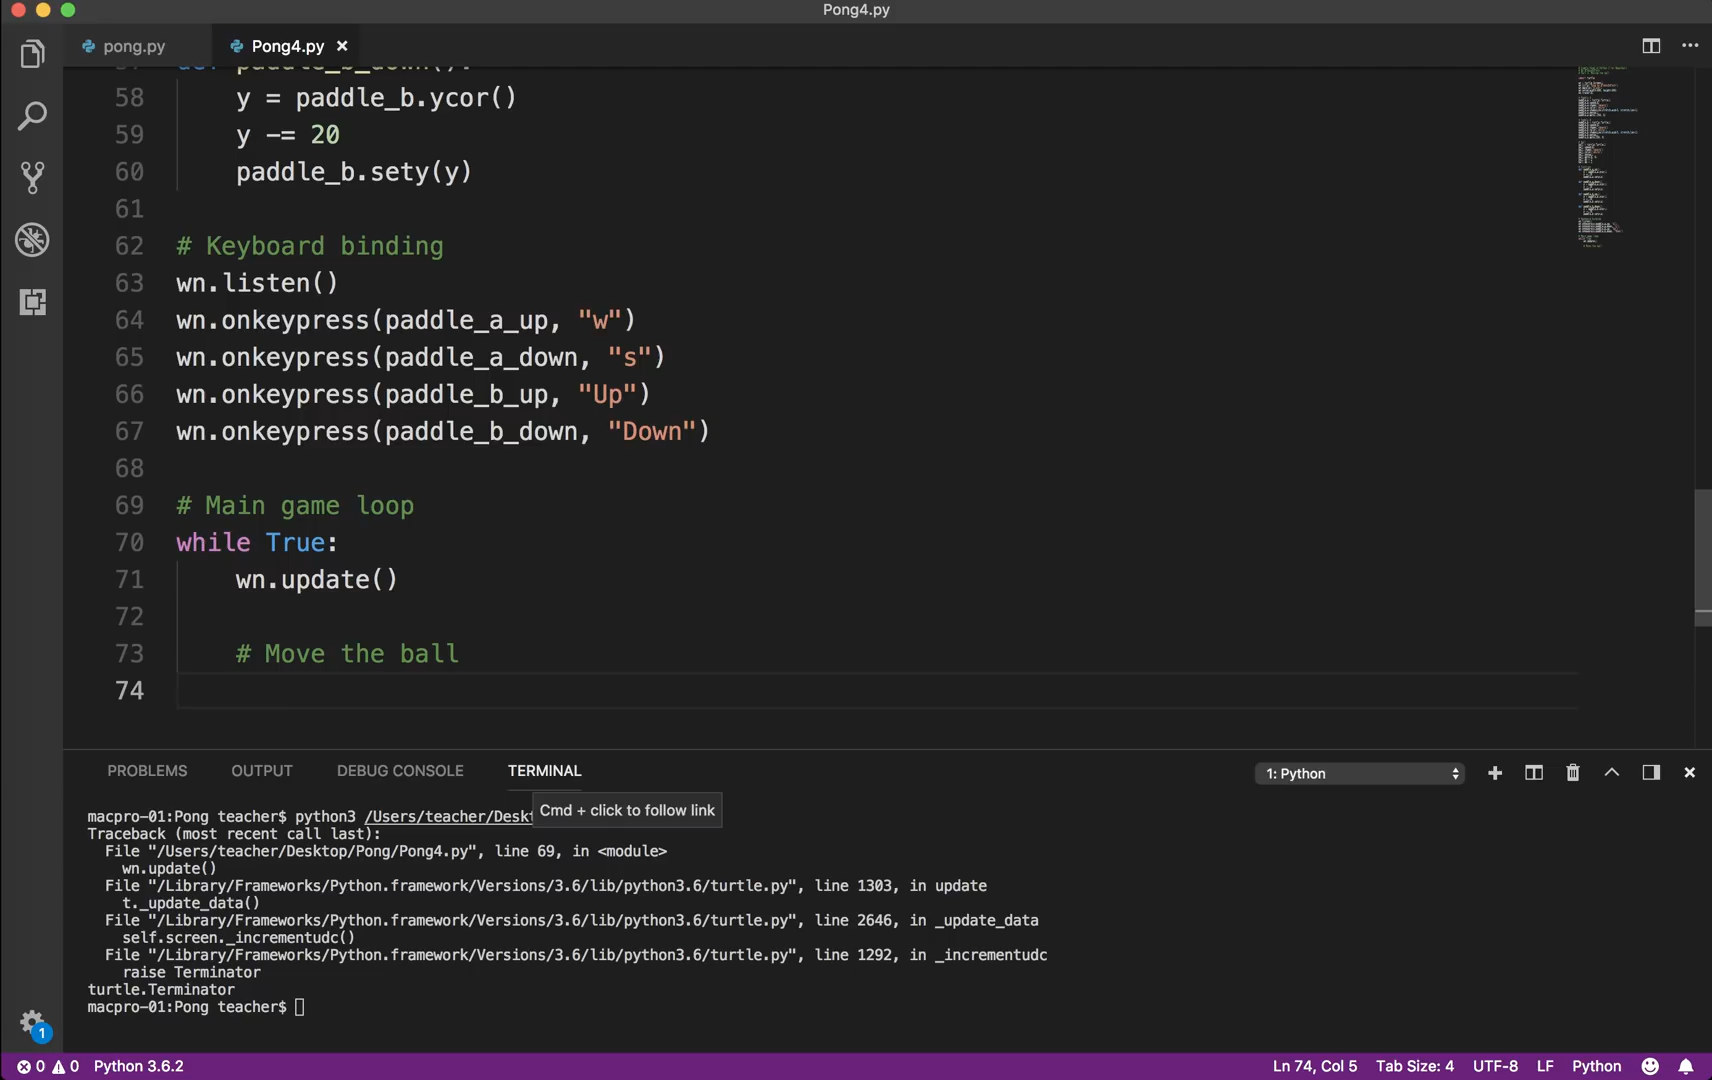 Pong4.py
pong.py
Pong4.py
58 y = paddle_b.ycor()
59 y -= 20
60 paddle_b.sety(y)
61
62 # Keyboard binding
63 wn.listen()
64 wn.onkeypress(paddle_a_up, "w")
65 wn.onkeypress(paddle_a_down, "s")
66 wn.onkeypress(paddle_b_up, "Up")
67 wn.onkeypress(paddle_b_down, "Down")
68
69 # Main game loop
70 while True:
71 wn.update()
72
73 # Move the ball
74
PROBLEMS OUTPUT DEBUG CONSOLE TERMINAL 1: Python
Cmd + click to follow link
macpro-01:Pong teacher$ python3 /Users/teacher/Deskt
Traceback (most recent call last):
File "/Users/teacher/Desktop/Pong/Pong4.py", line 69, in <module>
wn.update()
File "/Library/Frameworks/Python.framework/Versions/3.6/lib/python3.6/turtle.py", line 1303, in update
t._update_data()
File "/Library/Frameworks/Python.framework/Versions/3.6/lib/python3.6/turtle.py", line 2646, in _update_data
self.screen._incrementudc()
File "/Library/Frameworks/Python.framework/Versions/3.6/lib/python3.6/turtle.py", line 1292, in _incrementudc
raise Terminator
turtle.Terminator
macpro-01:Pong teacher$
1
0 0 Python 3.6.2 Ln 74, Col 5 Tab Size: 4 UTF-8 LF Python